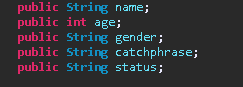 public String name;
public int age;
public String gender;
public String catchphrase;
public String status;